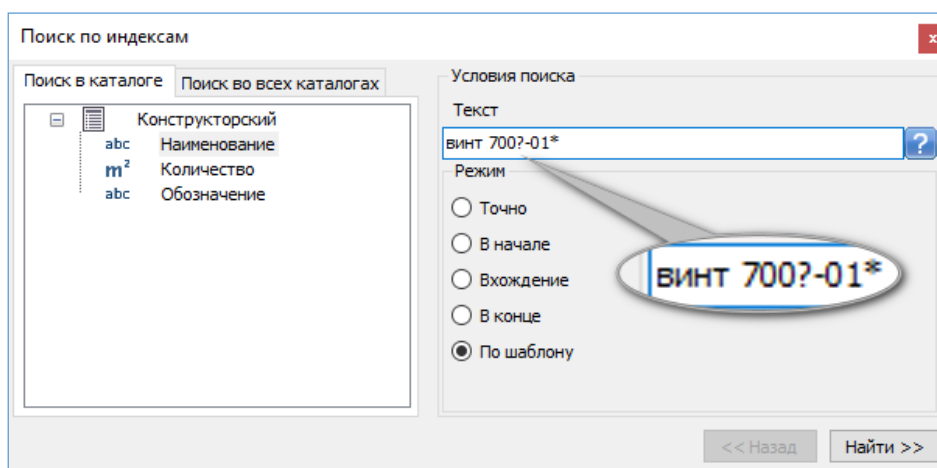 Поиск по индексам
x
Поиск в каталоге
Поиск во всех каталогах
Конструкторский
abc Наименование
m² Количество
abc Обозначение
Условия поиска
Текст
винт 700?-01*
?
Режим
Точно
В начале
Вхождение
В конце
По шаблону
винт 700?-01*
<< Назад
Найти >>